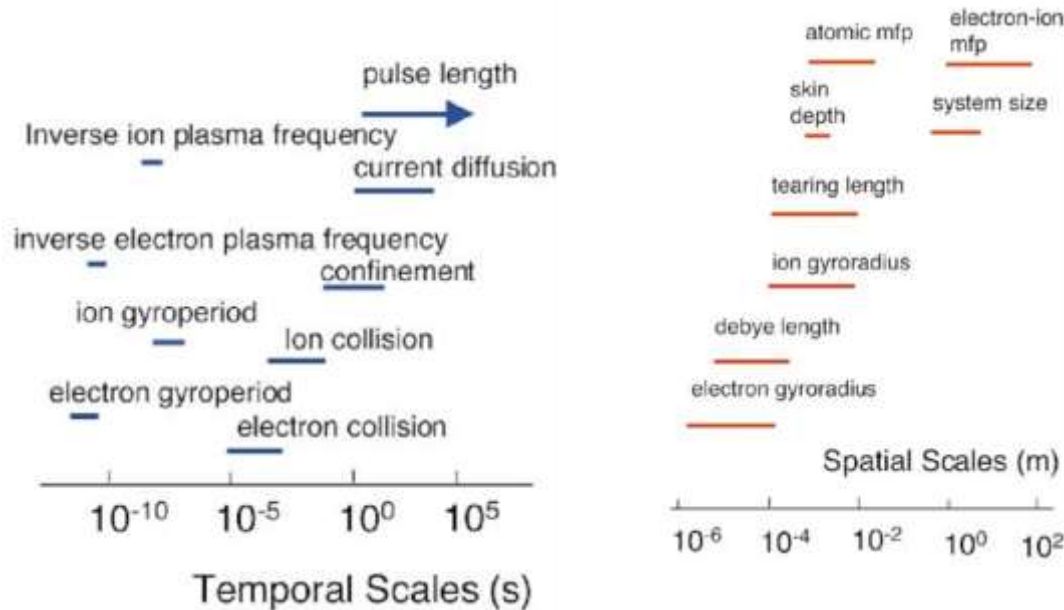 pulse length
Inverse ion plasma frequency
current diffusion
inverse electron plasma frequency
confinement
ion gyroperiod
Ion collision
electron gyroperiod
electron collision
10-10 10-5 100 105
Temporal Scales (s)
atomic mfp
electron-ion
mfp
skin
depth
system size
tearing length
ion gyroradius
debye length
electron gyroradius
Spatial Scales (m)
10-6 10-4 10-2 100 102